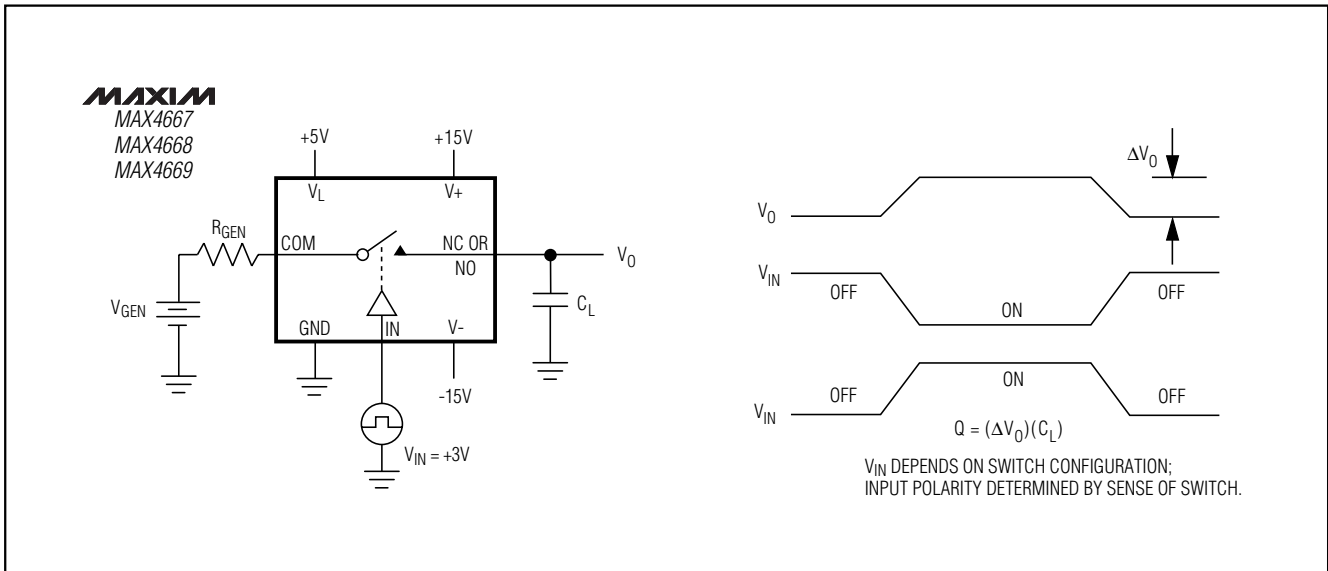 MAXIM
MAX4667
MAX4668
MAX4669
+5V
+15V
VL
V+
RGEN
COM
NC OR
NO
VO
VGEN
CL
GND
IN
V-
-15V
VIN = +3V
ΔVO
VO
VIN
OFF
ON
OFF
VIN
OFF
ON
OFF
Q = (ΔVO)(CL)
VIN DEPENDS ON SWITCH CONFIGURATION;
INPUT POLARITY DETERMINED BY SENSE OF SWITCH.